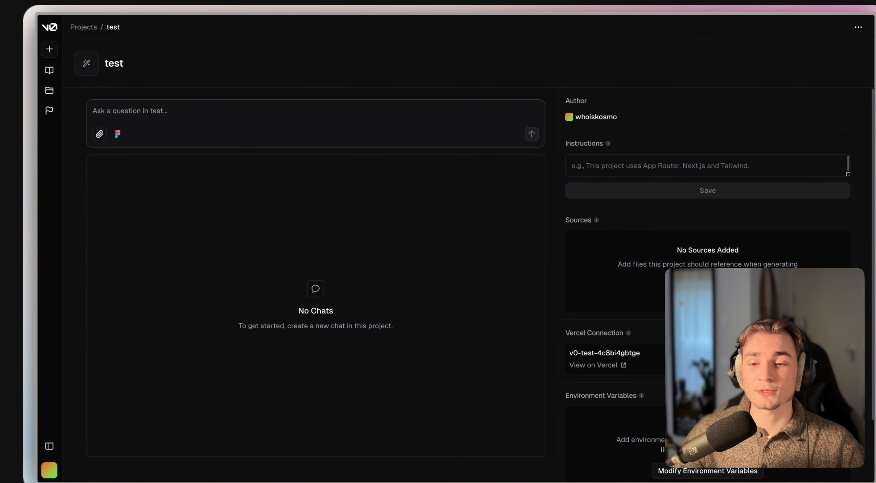 v0
Projects / test
test
Ask a question in test...
No Chats
To get started, create a new chat in this project.
Author
whoiskosmo
Instructions
e.g., This project uses App Router, Next.js and Tailwind.
Save
Sources
No Sources Added
Add files this project should reference when generating
Vercel Connection
v0-test-4c8bi4gbtge
View on Vercel
Environment Variables
Add environme
Modify Environment Variables